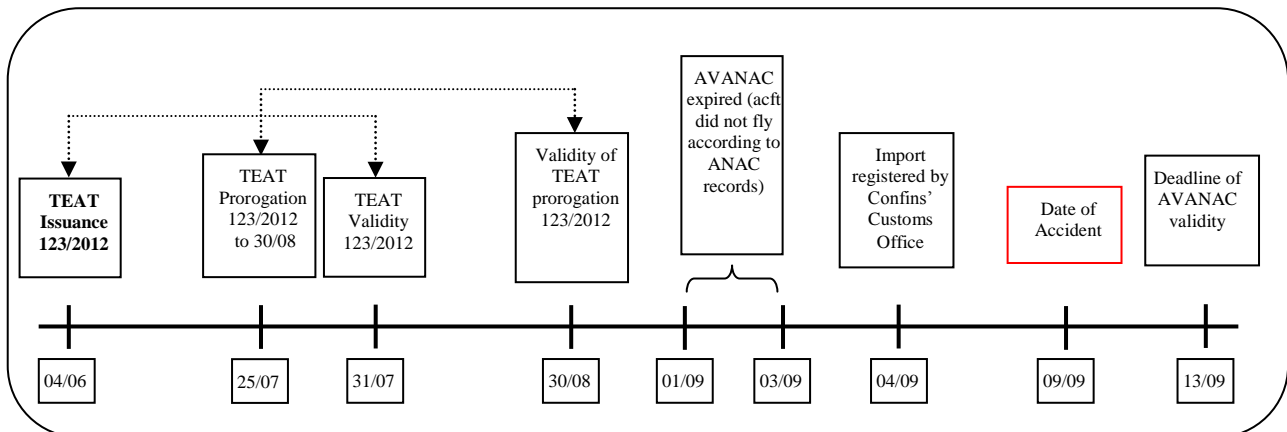 TEAT
Issuance
123/2012
TEAT
Prorogation
123/2012
to 30/08
TEAT
Validity
123/2012
Validity of
TEAT
prorogation
123/2012
AVANAC
expired (acft
did not fly
according to
ANAC
records)
Import
registered by
Confins’
Customs
Office
Date of
Accident
Deadline of
AVANAC
validity
04/06
25/07
31/07
30/08
01/09
03/09
04/09
09/09
13/09